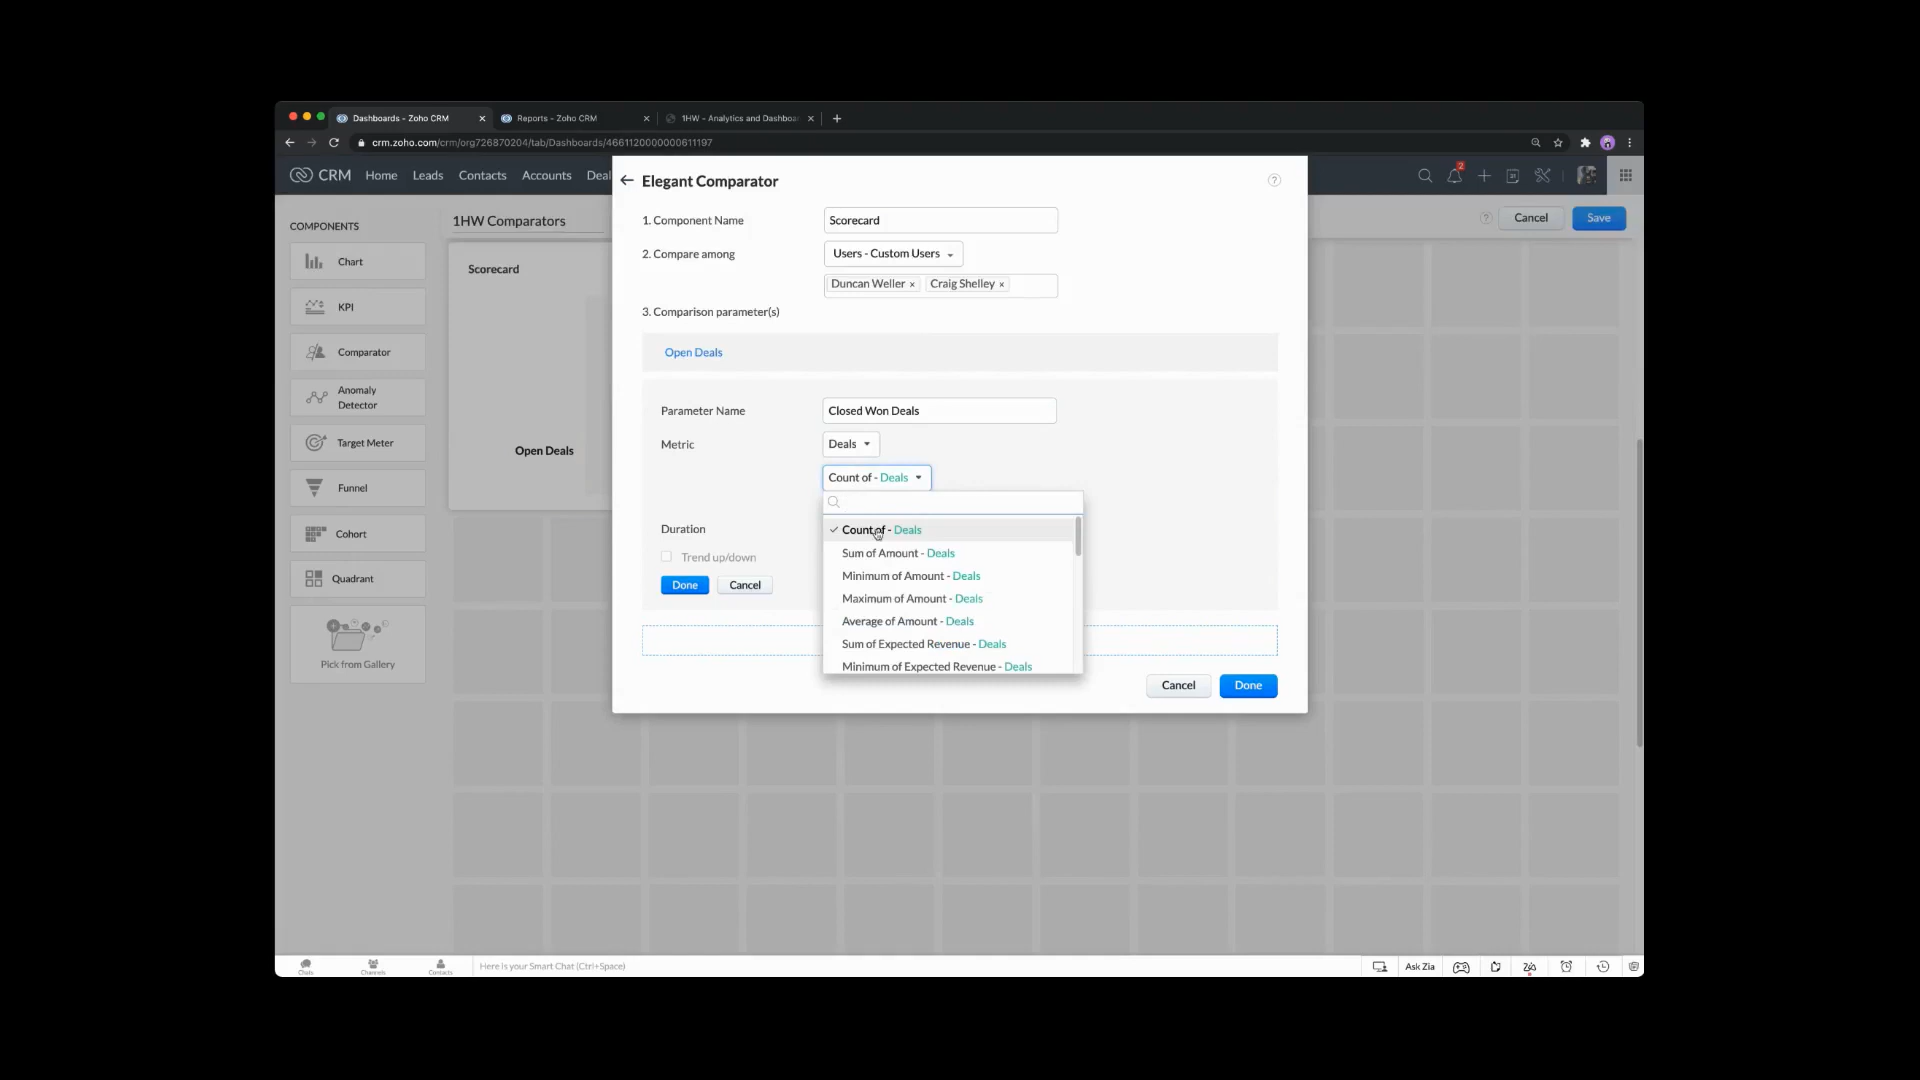 Dashboards - Zoho CRM
Reports - Zoho CRM
1HW - Analytics and Dashboa
crm.zoho.com/crm/org726870204/tab/Dashboards/4661120000000611197
CRM Home Leads Contacts Accounts Deal
2
COMPONENTS
Chart
KPI
Comparator
Anomaly
Detector
Target Meter
Funnel
Cohort
Quadrant
Pick from Gallery
1HW Comparators
Cancel Save
Scorecard
Open Deals
Elegant Comparator
1. Component Name Scorecard
2. Compare among Users - Custom Users
Duncan Weller × Craig Shelley ×
3. Comparison parameter(s)
Open Deals
Parameter Name Closed Won Deals
Metric Deals
Count of - Deals
Count of - Deals
Sum of Amount - Deals
Minimum of Amount - Deals
Maximum of Amount - Deals
Average of Amount - Deals
Sum of Expected Revenue - Deals
Minimum of Expected Revenue - Deals
Duration
Trend up/down
Done Cancel
Cancel Done
Chats Channels Contacts Here is your Smart Chat (Ctrl+Space) Ask Zia